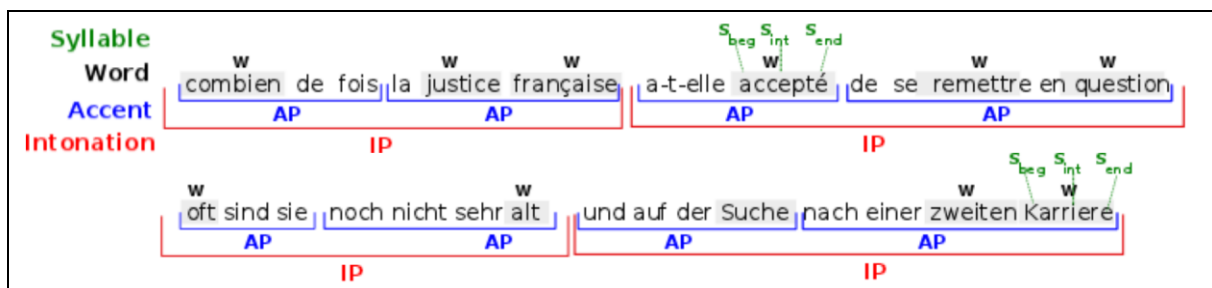 Syllable S_beg S_int S_end
Word w w w w w w
combien de fois la justice française a-t-elle accepté de se remettre en question
Accent AP AP AP AP
Intonation IP IP
S_beg S_int S_end
w w w w
oft sind sie noch nicht sehr alt und auf der Suche nach einer zweiten Karriere
AP AP AP AP
IP IP